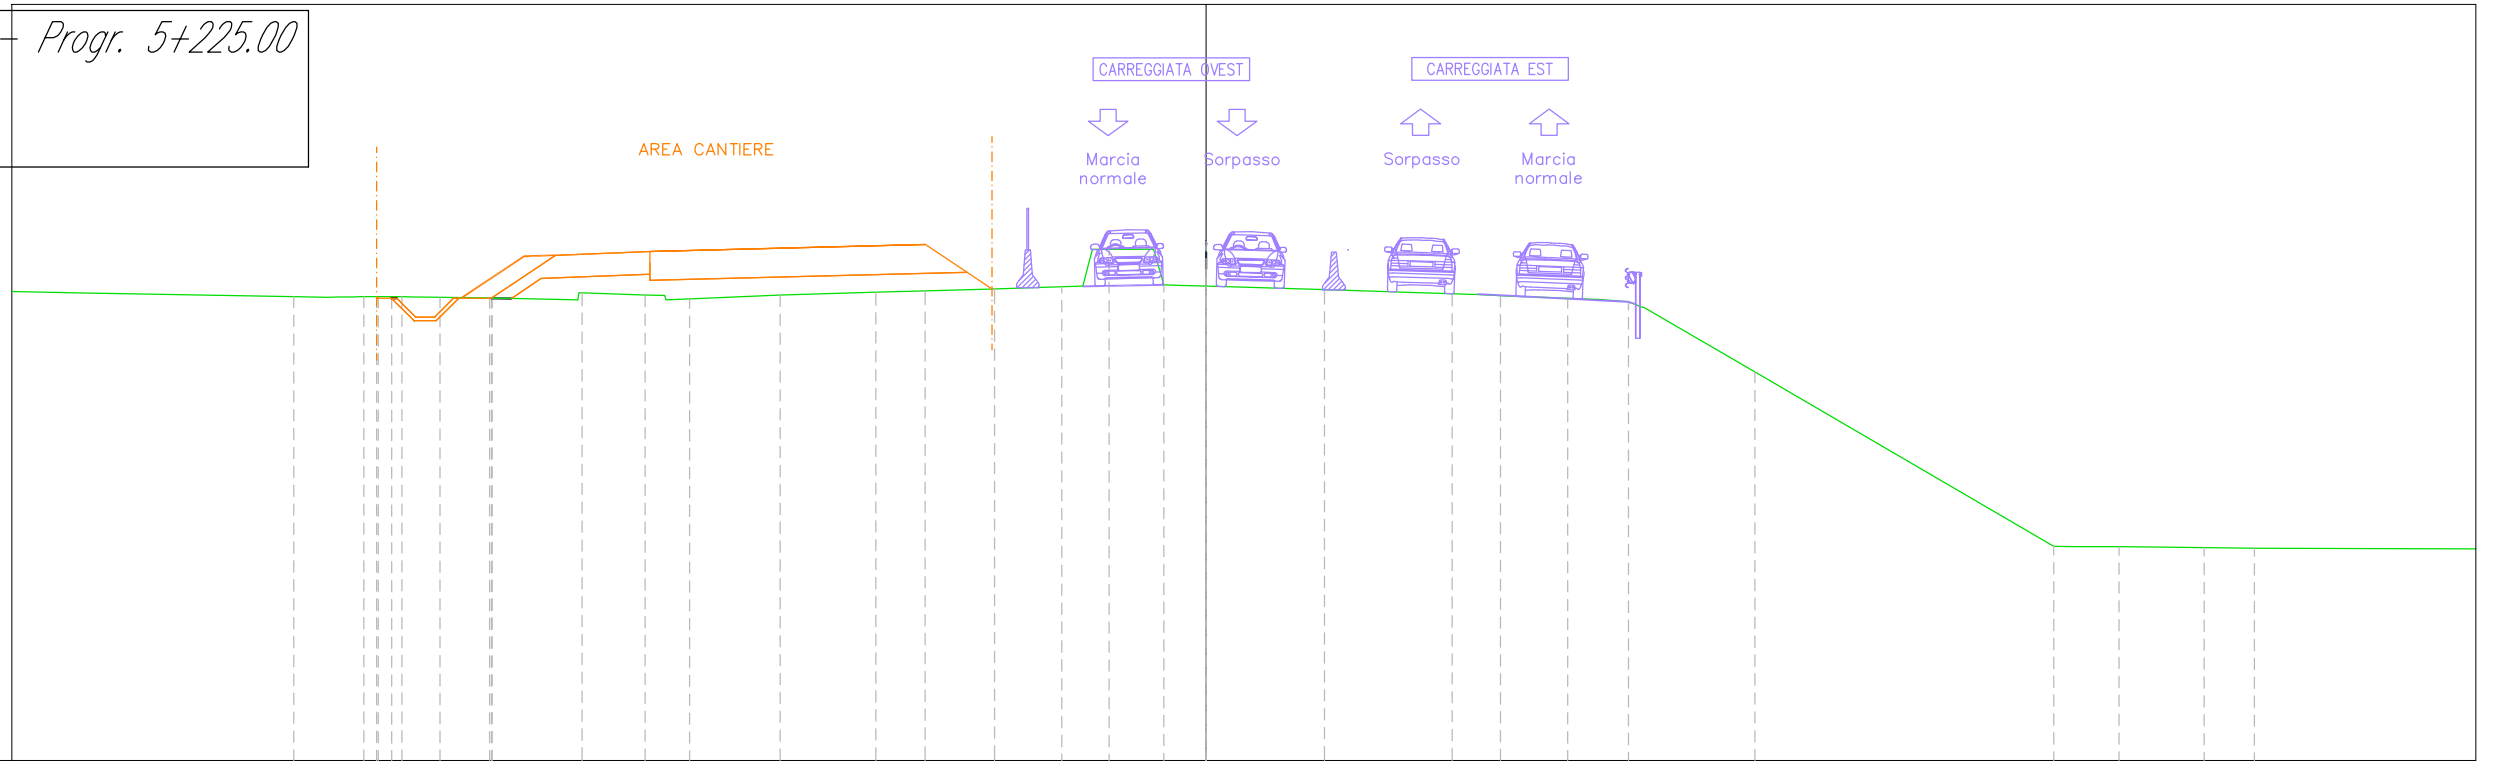 Progr. 5+225.00
CARREGGIATA OVEST
CARREGGIATA EST
AREA CANTIERE
Marcia
normale
Sorpasso
Sorpasso
Marcia
normale